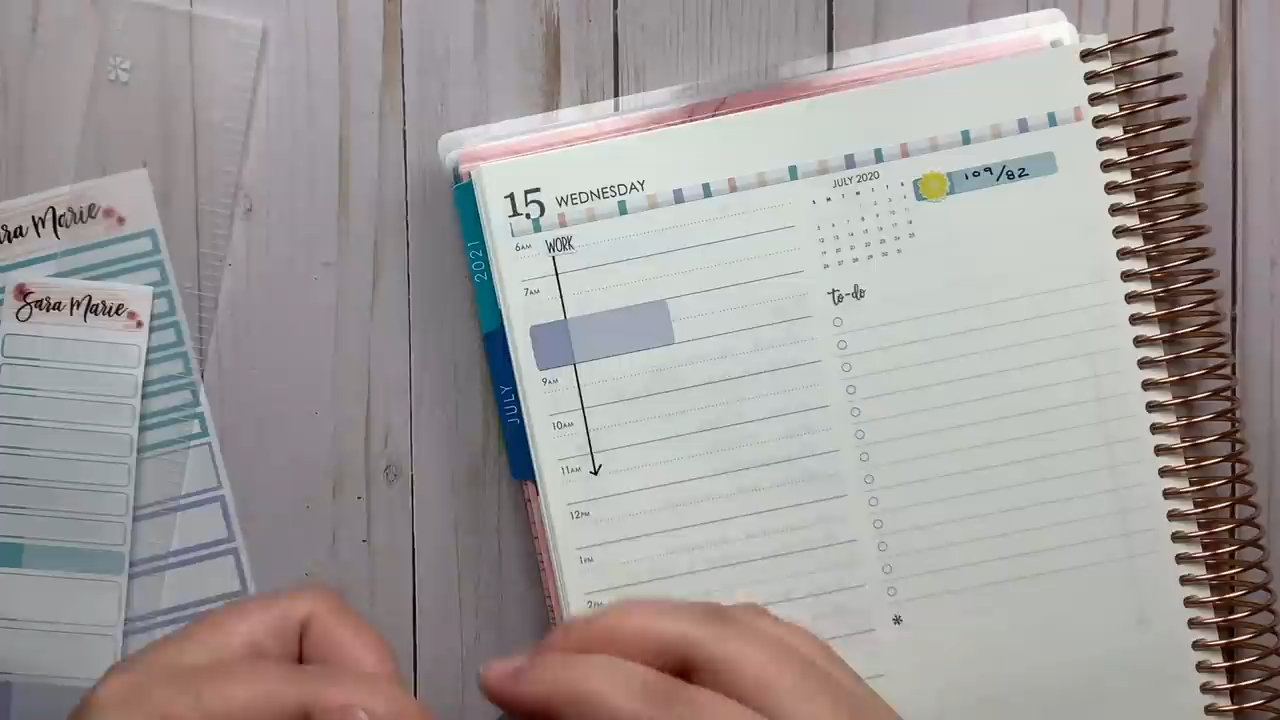 ara Marie
Sara Marie
2021
JULY
15 WEDNESDAY
JULY 2020
109/82
6AM WORK
7AM
9AM
10AM
11AM
12PM
1PM
2PM
to-do
*